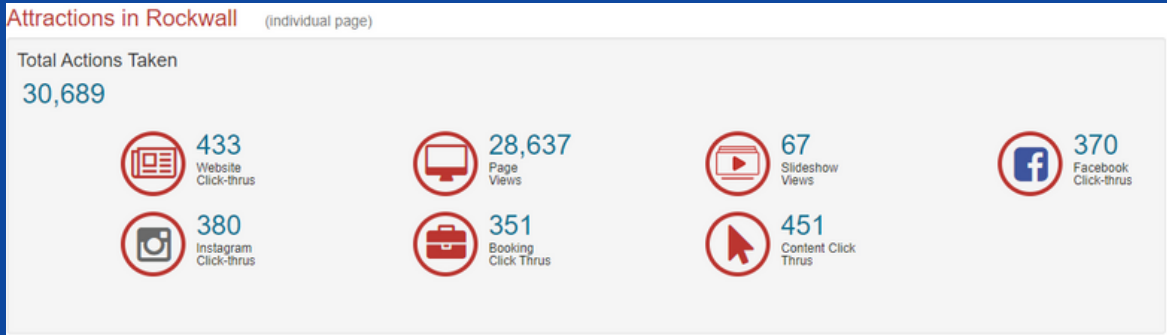 Attractions in Rockwall (individual page)
Total Actions Taken
30,689
433
Website
Click-thrus
28,637
Page
Views
67
Slideshow
Views
370
Facebook
Click-thrus
380
Instagram
Click-thrus
351
Booking
Click Thrus
451
Content Click
Thrus